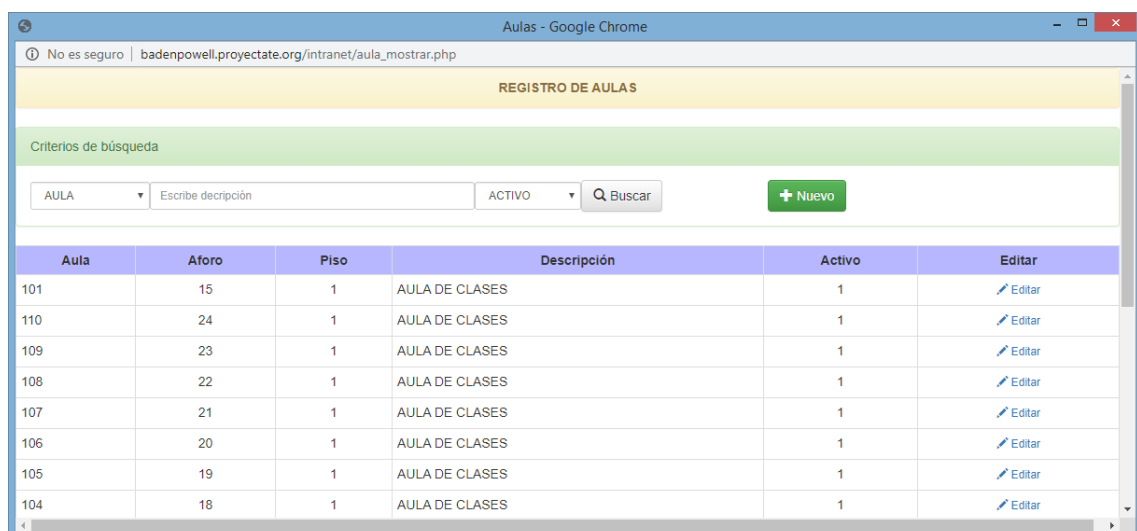 Aulas - Google Chrome
No es seguro | badenpowell.proyectate.org/intranet/aula_mostrar.php
REGISTRO DE AULAS
Criterios de búsqueda
AULA Escribe decripción ACTIVO Buscar Nuevo
Aula Aforo Piso Descripción Activo Editar
101 15 1 AULA DE CLASES 1 Editar
110 24 1 AULA DE CLASES 1 Editar
109 23 1 AULA DE CLASES 1 Editar
108 22 1 AULA DE CLASES 1 Editar
107 21 1 AULA DE CLASES 1 Editar
106 20 1 AULA DE CLASES 1 Editar
105 19 1 AULA DE CLASES 1 Editar
104 18 1 AULA DE CLASES 1 Editar